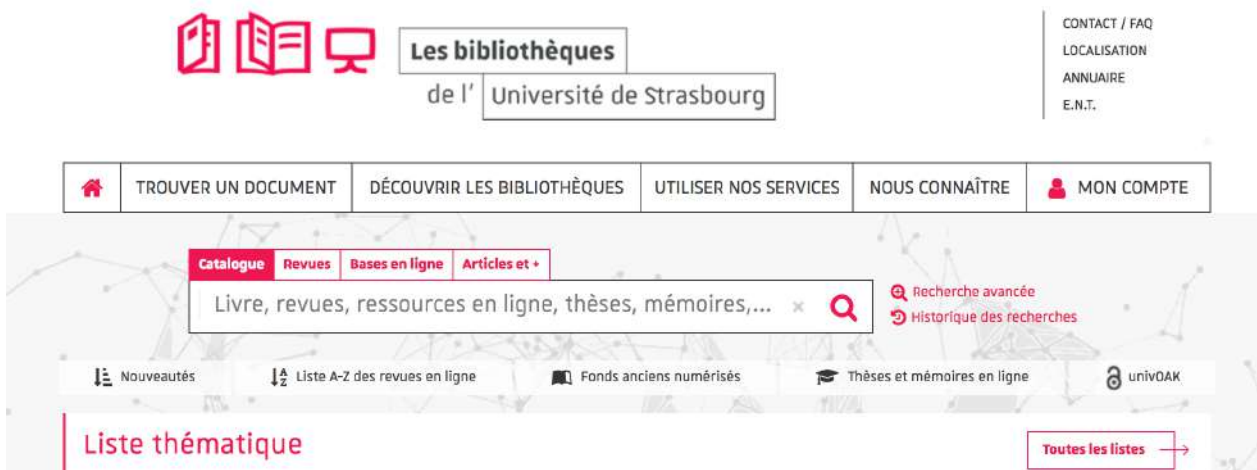 Les bibliothèques
de l' Université de Strasbourg
CONTACT / FAQ
LOCALISATION
ANNUAIRE
E.N.T.
TROUVER UN DOCUMENT DÉCOUVRIR LES BIBLIOTHÈQUES UTILISER NOS SERVICES NOUS CONNAÎTRE MON COMPTE
Catalogue Revues Bases en ligne Articles et +
Livre, revues, ressources en ligne, thèses, mémoires,... ×
Recherche avancée
Historique des recherches
Nouveautés Liste A-Z des revues en ligne Fonds anciens numérisés Thèses et mémoires en ligne univOAK
Liste thématique Toutes les listes